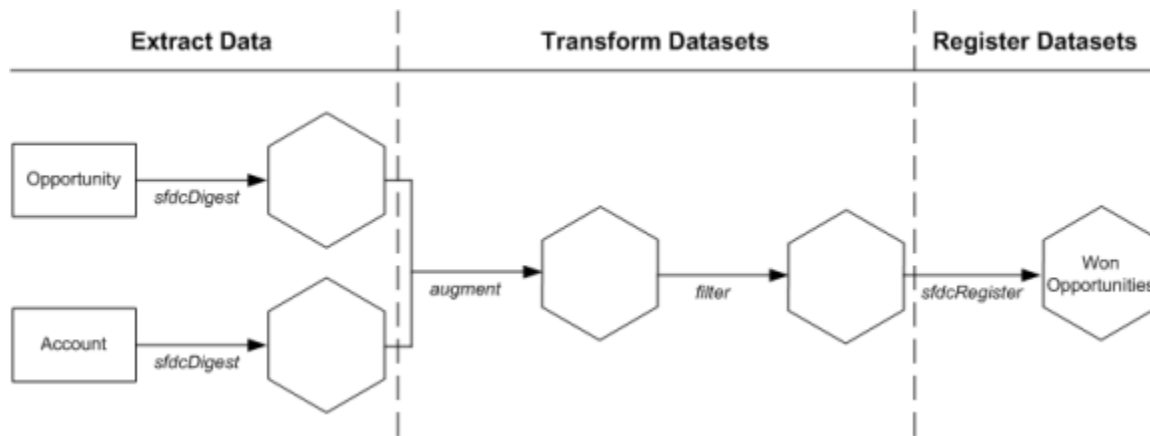 Extract Data
Transform Datasets
Register Datasets
Opportunity
sfdcDigest
Account
sfdcDigest
augment
filter
sfdcRegister
Won
Opportunities